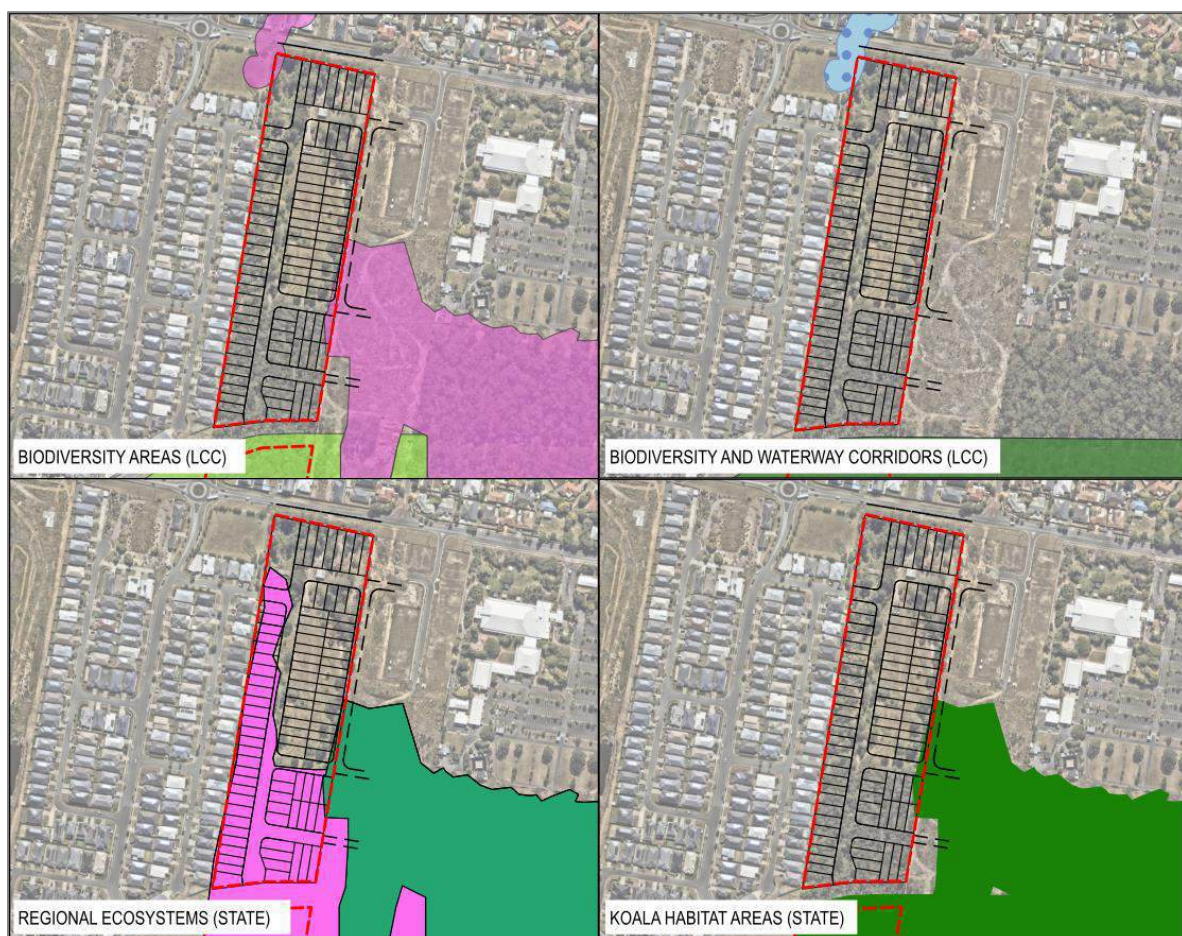 BIODIVERSITY AREAS (LCC)
BIODIVERSITY AND WATERWAY CORRIDORS (LCC)
REGIONAL ECOSYSTEMS (STATE)
KOALA HABITAT AREAS (STATE)